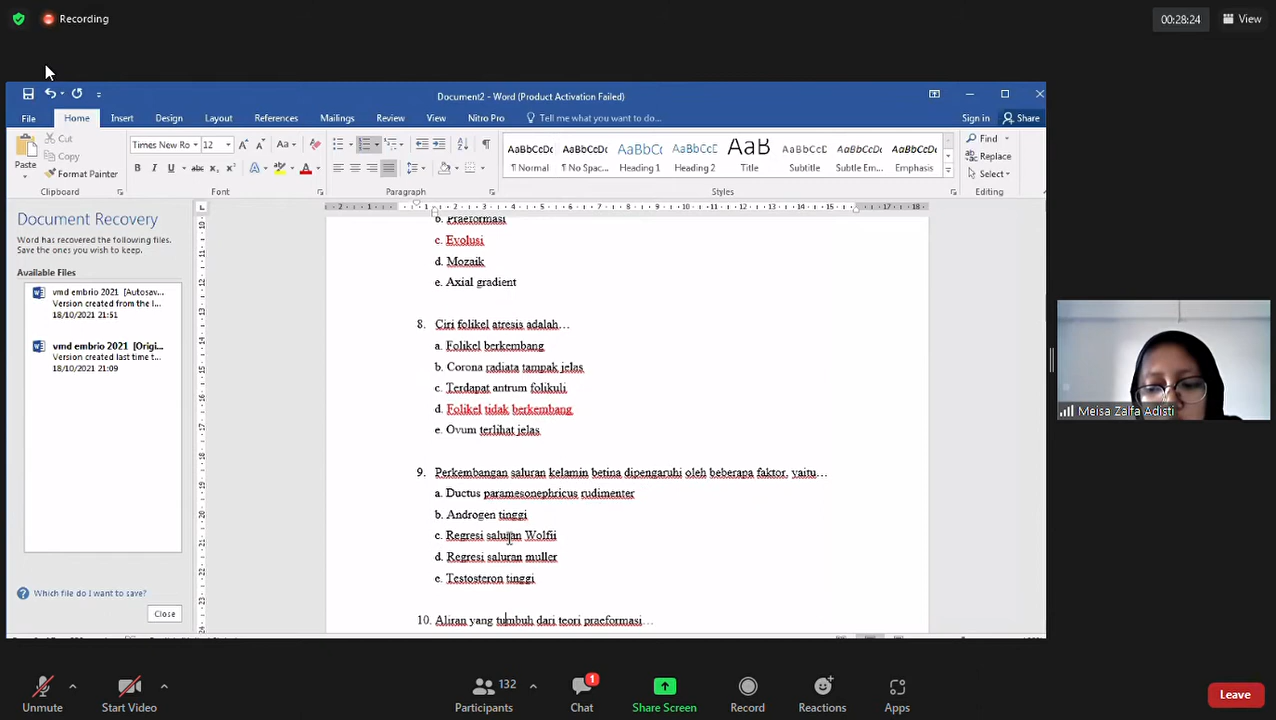 Recording
00:28:24
View
Document2 - Word (Product Activation Failed)
File
Home
Insert
Design
Layout
References
Mailings
Review
View
Nitro Pro
Tell me what you want to do...
Sign in
Share
Paste
Cut
Copy
Format Painter
Clipboard
Times New Ro
12
Font
Paragraph
AaBbCcDc
¶ Normal
AaBbCcDc
¶ No Spac...
AaBbCc
Heading 1
AaBbCcE
Heading 2
AaB
Title
AaBbCcD
Subtitle
AaBbCcDt
Subtle Em...
AaBbCcDt
Emphasis
Styles
Find
Replace
Select
Editing
Document Recovery
Word has recovered the following files.
Save the ones you wish to keep.
Available Files
vmd embrio 2021 [Autosav...
Version created from the l...
18/10/2021 21:51
vmd embrio 2021 [Origi...
Version created last time t...
18/10/2021 21:09
Which file do I want to save?
Close
b. Praeformasi
c. Evolusi
d. Mozaik
e. Axial gradient
8. Ciri folikel atresis adalah…
a. Folikel berkembang
b. Corona radiata tampak jelas
c. Terdapat antrum folikuli
d. Folikel tidak berkembang
e. Ovum terlihat jelas
9. Perkembangan saluran kelamin betina dipengaruhi oleh beberapa faktor, yaitu…
a. Ductus paramesonephricus rudimenter
b. Androgen tinggi
c. Regresi saluran Wolfii
d. Regresi saluran muller
e. Testosteron tinggi
10. Aliran yang tumbuh dari teori praeformasi…
Meisa Zalfa Adisti
Unmute
Start Video
132
Participants
1
Chat
Share Screen
Record
Reactions
Apps
Leave